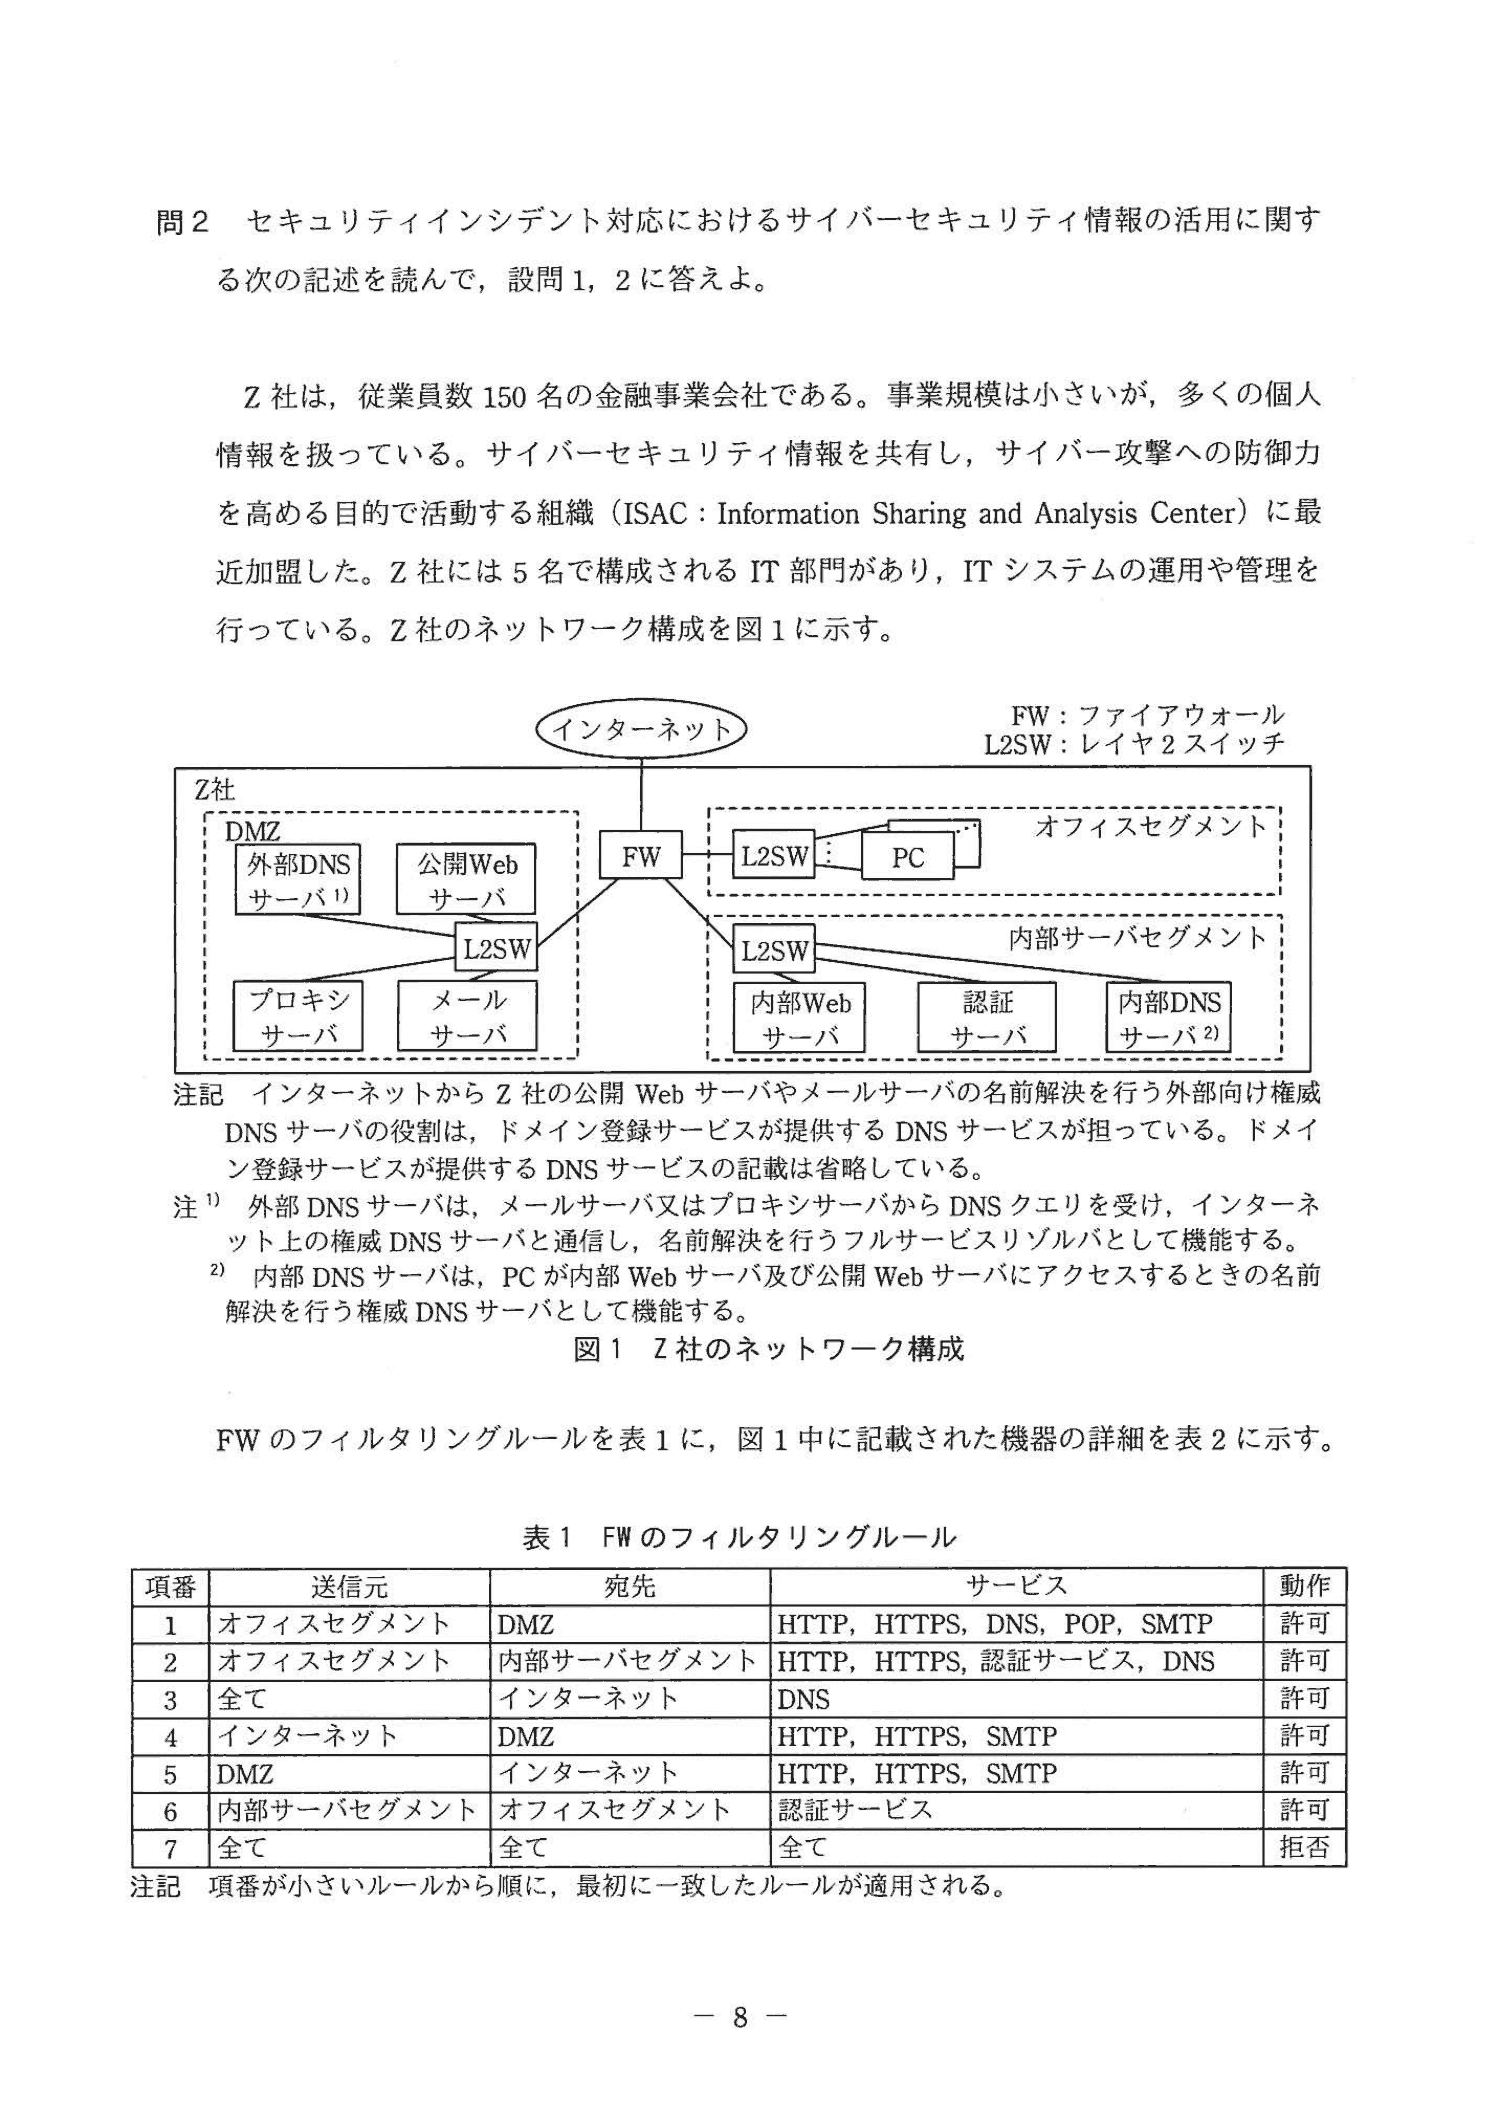 問2 セキュリティインシデント対応におけるサイバーセキュリティ情報の活用に関す
る次の記述を読んで，設問1，2に答えよ。
Z社は，従業員数150名の金融事業会社である。事業規模は小さいが，多くの個人
情報を扱っている。サイバーセキュリティ情報を共有し，サイバー攻撃への防御力
を高める目的で活動する組織（ISAC：Information Sharing and Analysis Center）に最
近加盟した。Z社には5名で構成されるIT部門があり，ITシステムの運用や管理を
行っている。Z社のネットワーク構成を図1に示す。
インターネット
FW：ファイアウォール
L2SW：レイヤ2スイッチ
Z社
DMZ
外部DNS
サーバ1)
公開Web
サーバ
L2SW
プロキシ
サーバ
メール
サーバ
FW
L2SW
PC
オフィスセグメント
L2SW
内部サーバセグメント
内部Web
サーバ
認証
サーバ
内部DNS
サーバ2)
注記 インターネットからZ社の公開Webサーバやメールサーバの名前解決を行う外部向け権威
DNSサーバの役割は，ドメイン登録サービスが提供するDNSサービスが担っている。ドメイ
ン登録サービスが提供するDNSサービスの記載は省略している。
注1) 外部DNSサーバは，メールサーバ又はプロキシサーバからDNSクエリを受け，インターネ
ット上の権威DNSサーバと通信し，名前解決を行うフルサービスリゾルバとして機能する。
2) 内部DNSサーバは，PCが内部Webサーバ及び公開Webサーバにアクセスするときの名前
解決を行う権威DNSサーバとして機能する。
図1 Z社のネットワーク構成
FWのフィルタリングルールを表1に，図1中に記載された機器の詳細を表2に示す。
表1 FWのフィルタリングルール
項番 送信元 宛先 サービス 動作
1 オフィスセグメント DMZ HTTP，HTTPS，DNS，POP，SMTP 許可
2 オフィスセグメント 内部サーバセグメント HTTP，HTTPS，認証サービス，DNS 許可
3 全て インターネット DNS 許可
4 インターネット DMZ HTTP，HTTPS，SMTP 許可
5 DMZ インターネット HTTP，HTTPS，SMTP 許可
6 内部サーバセグメント オフィスセグメント 認証サービス 許可
7 全て 全て 全て 拒否
注記 項番が小さいルールから順に，最初に一致したルールが適用される。
－ 8 －